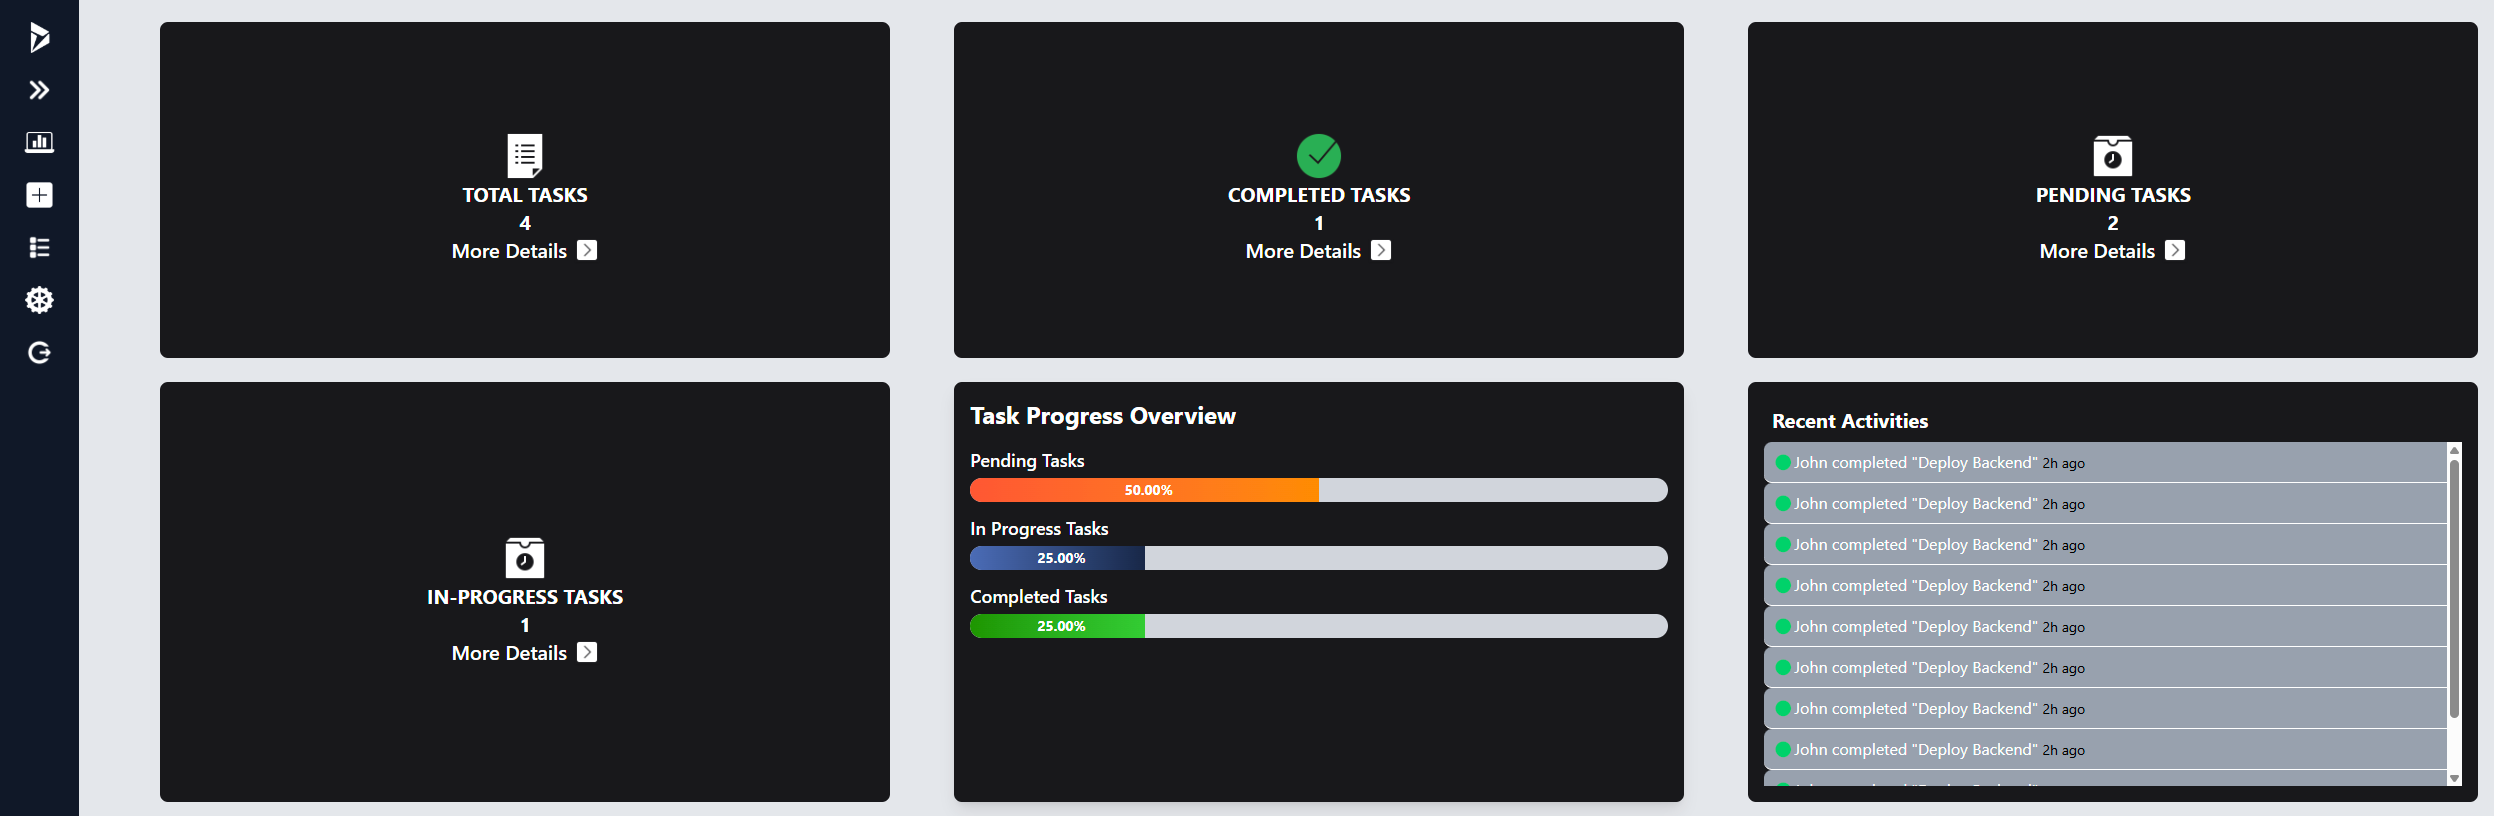 TOTAL TASKS
4
More Details
COMPLETED TASKS
1
More Details
PENDING TASKS
2
More Details
IN-PROGRESS TASKS
1
More Details
Task Progress Overview
Pending Tasks
50.00%
In Progress Tasks
25.00%
Completed Tasks
25.00%
Recent Activities
John completed "Deploy Backend" 2h ago
John completed "Deploy Backend" 2h ago
John completed "Deploy Backend" 2h ago
John completed "Deploy Backend" 2h ago
John completed "Deploy Backend" 2h ago
John completed "Deploy Backend" 2h ago
John completed "Deploy Backend" 2h ago
John completed "Deploy Backend" 2h ago